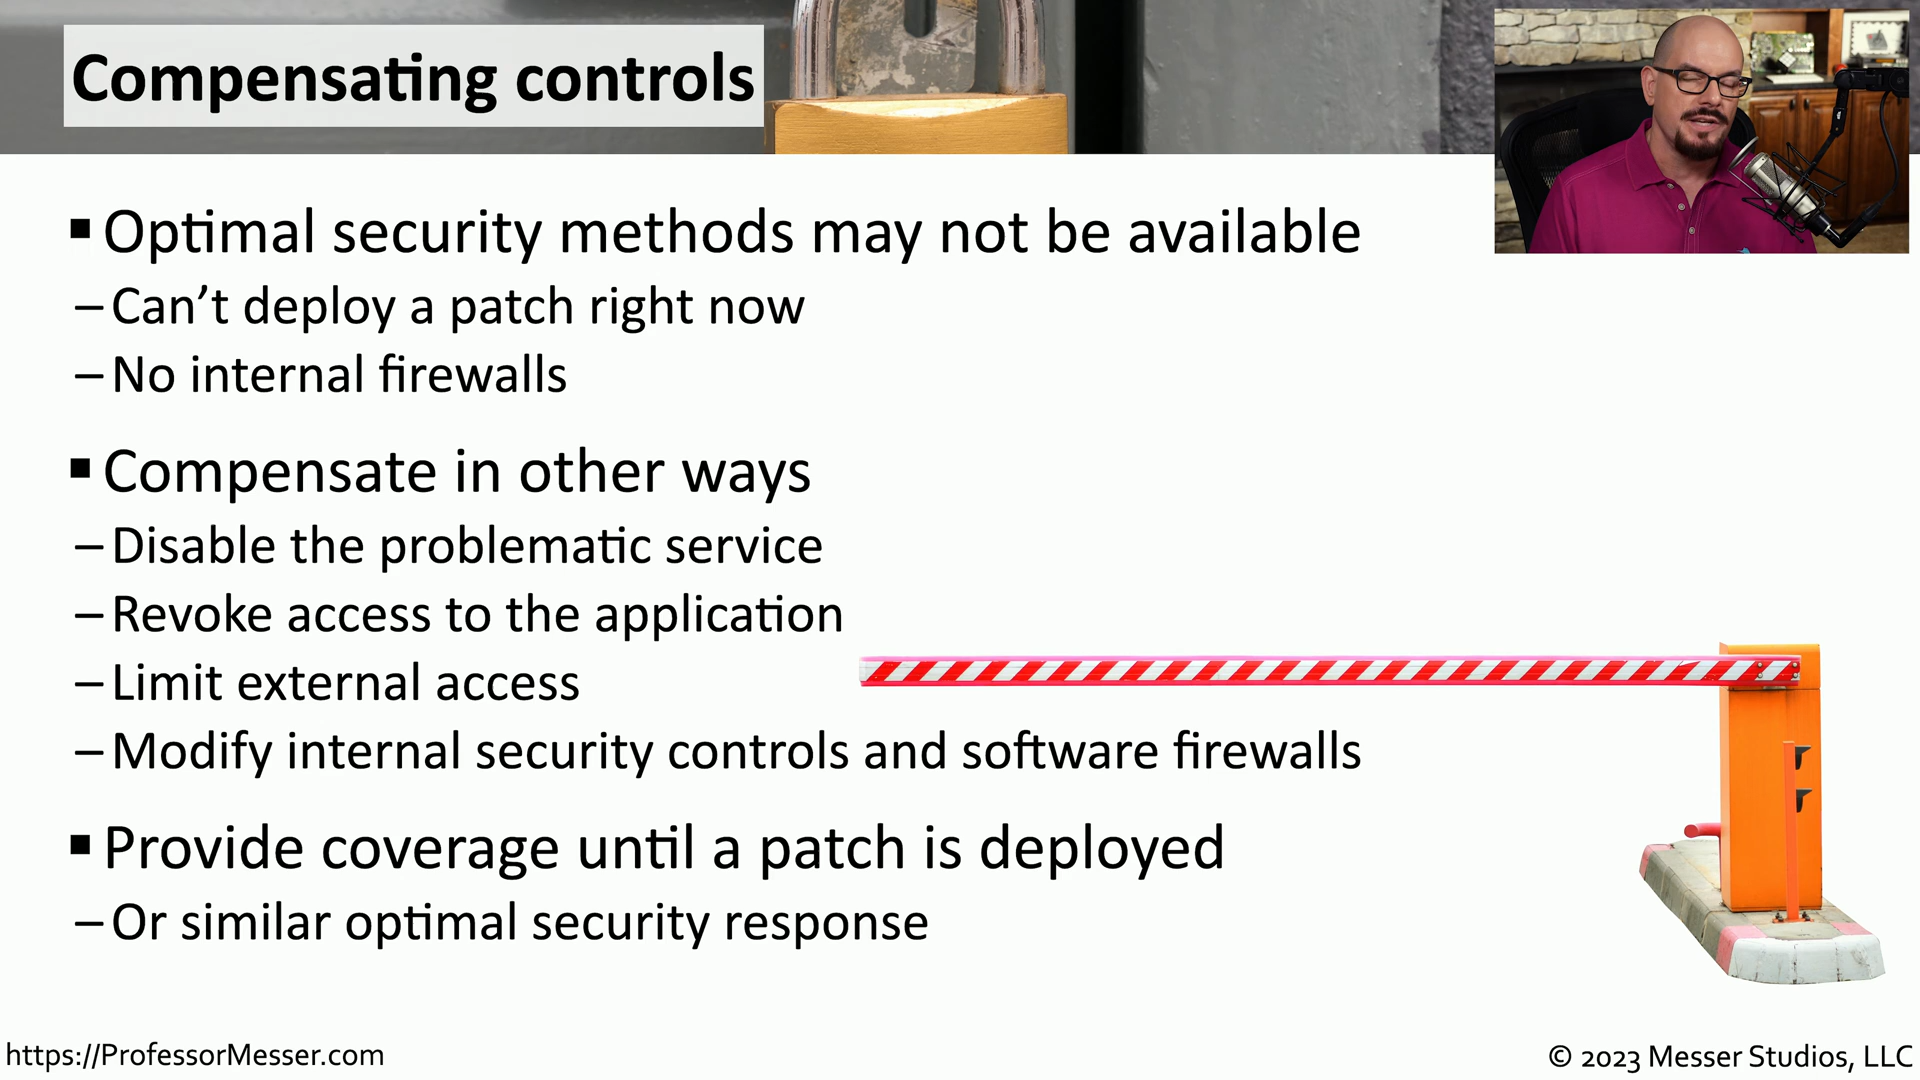 Compensating controls
▪ Optimal security methods may not be available
– Can’t deploy a patch right now
– No internal firewalls
▪ Compensate in other ways
– Disable the problematic service
– Revoke access to the application
– Limit external access
– Modify internal security controls and software firewalls
▪ Provide coverage until a patch is deployed
– Or similar optimal security response
https://ProfessorMesser.com
© 2023 Messer Studios, LLC